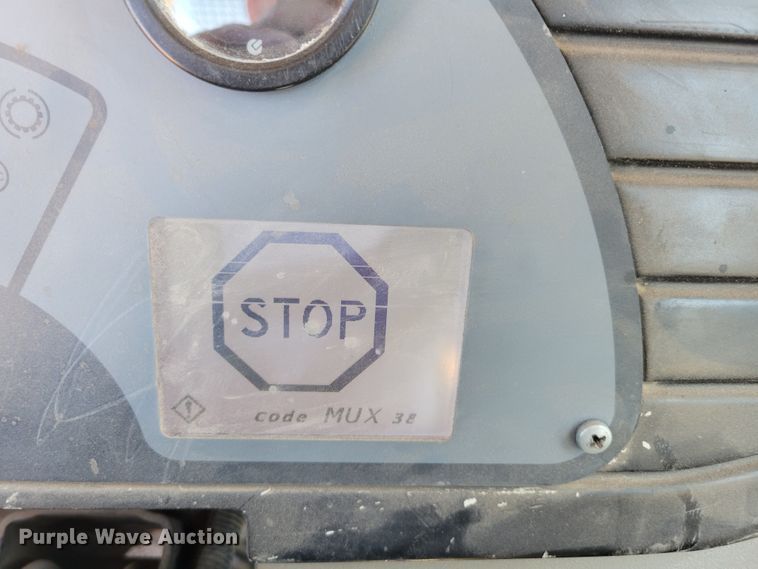 STOP
code MUX 38
Purple Wave Auction